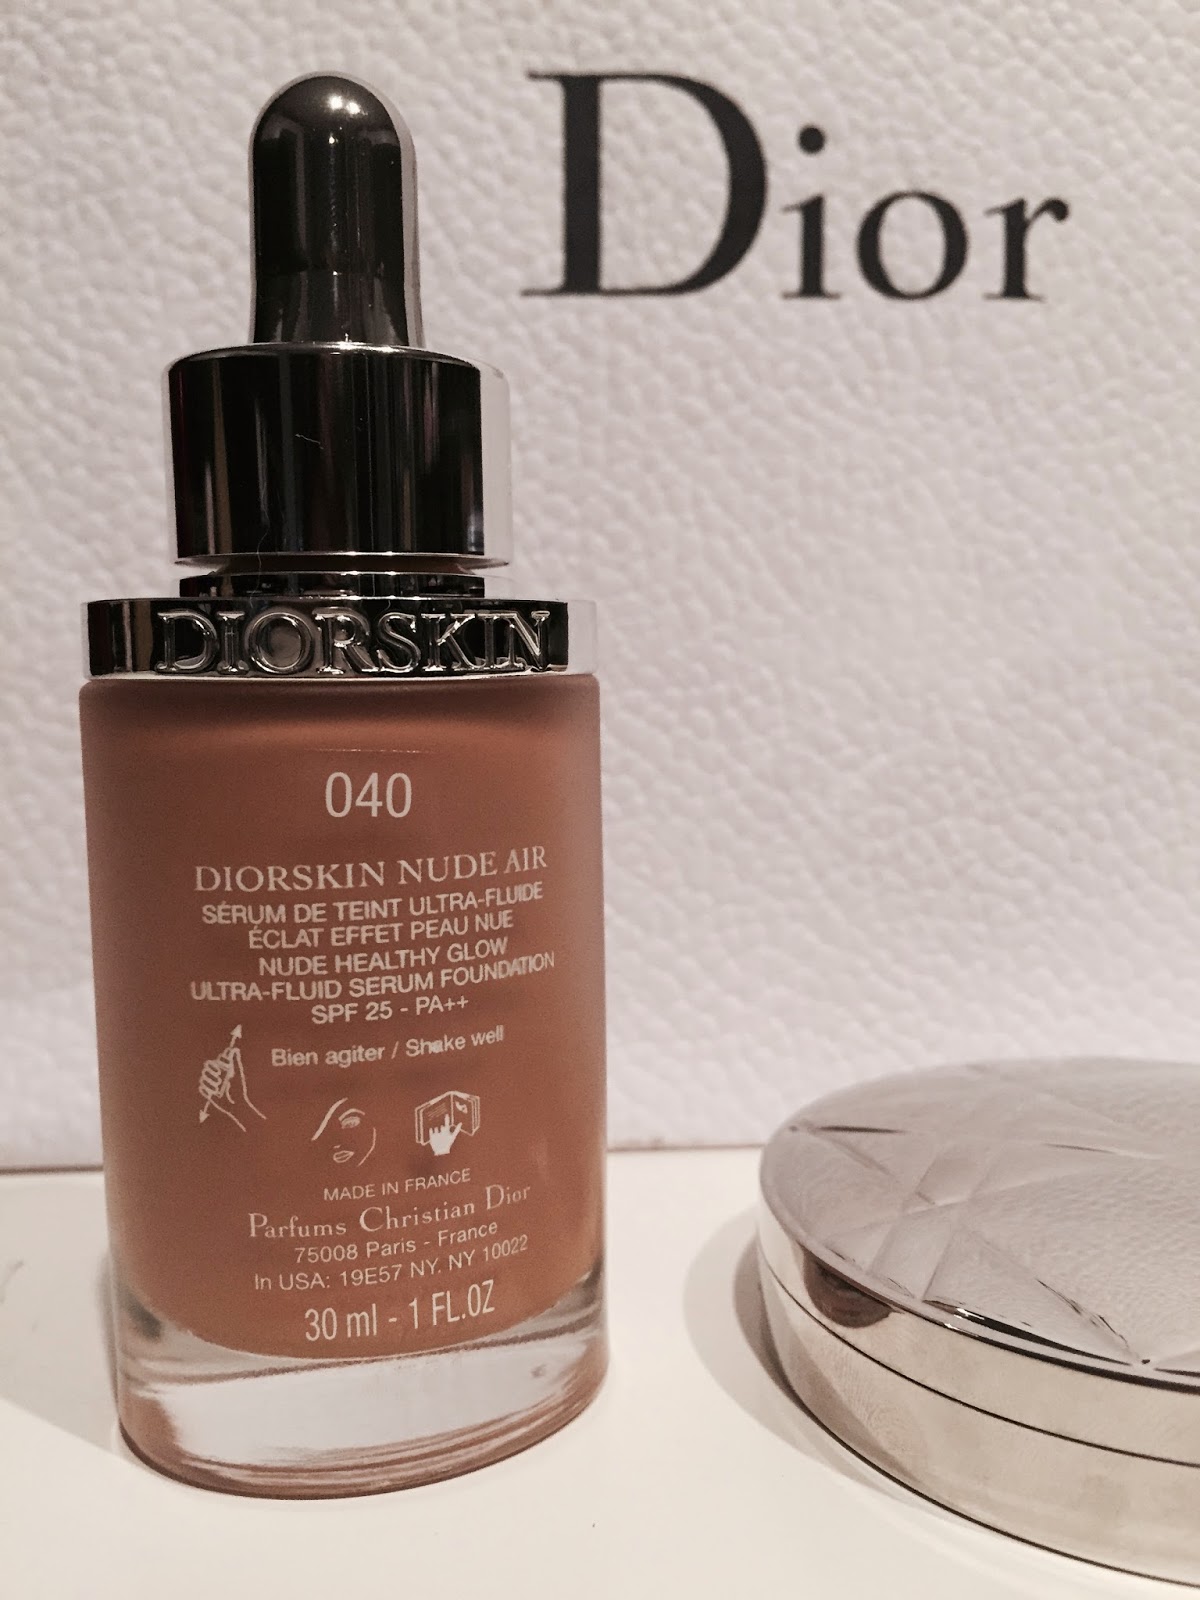 Dior
DIORSKIN
040
DIORSKIN NUDE AIR
SÉRUM DE TEINT ULTRA-FLUIDE
ÉCLAT EFFET PEAU NUE
NUDE HEALTHY GLOW
ULTRA-FLUID SERUM FOUNDATION
SPF 25 - PA++
Bien agiter / Shake well
MADE IN FRANCE
Parfums Christian Dior
75008 Paris - France
In USA: 19E57 NY. NY 10022
30 ml - 1 FL.OZ